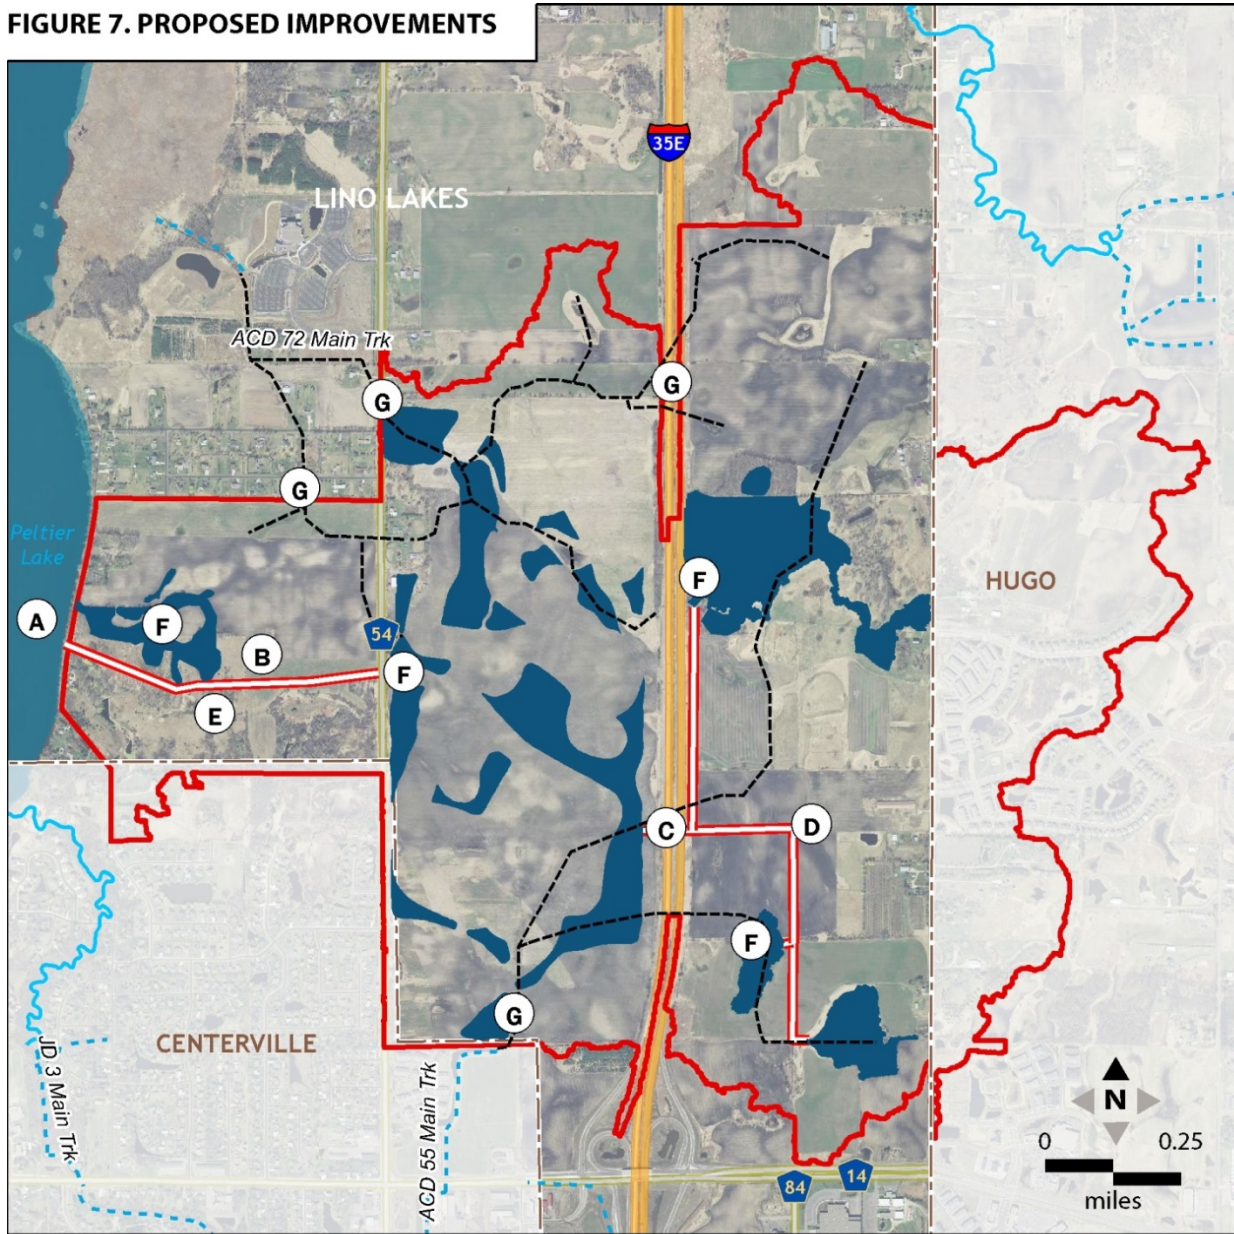 FIGURE 7. PROPOSED IMPROVEMENTS
35E
LINO LAKES
ACD 72 Main Trk
G
G
G
Peltier
Lake
HUGO
F
A
F
54
B
F
E
C
D
F
G
CENTERVILLE
JD 3 Main Trk
ACD 55 Main Trk
N
0 0.25
miles
84
14